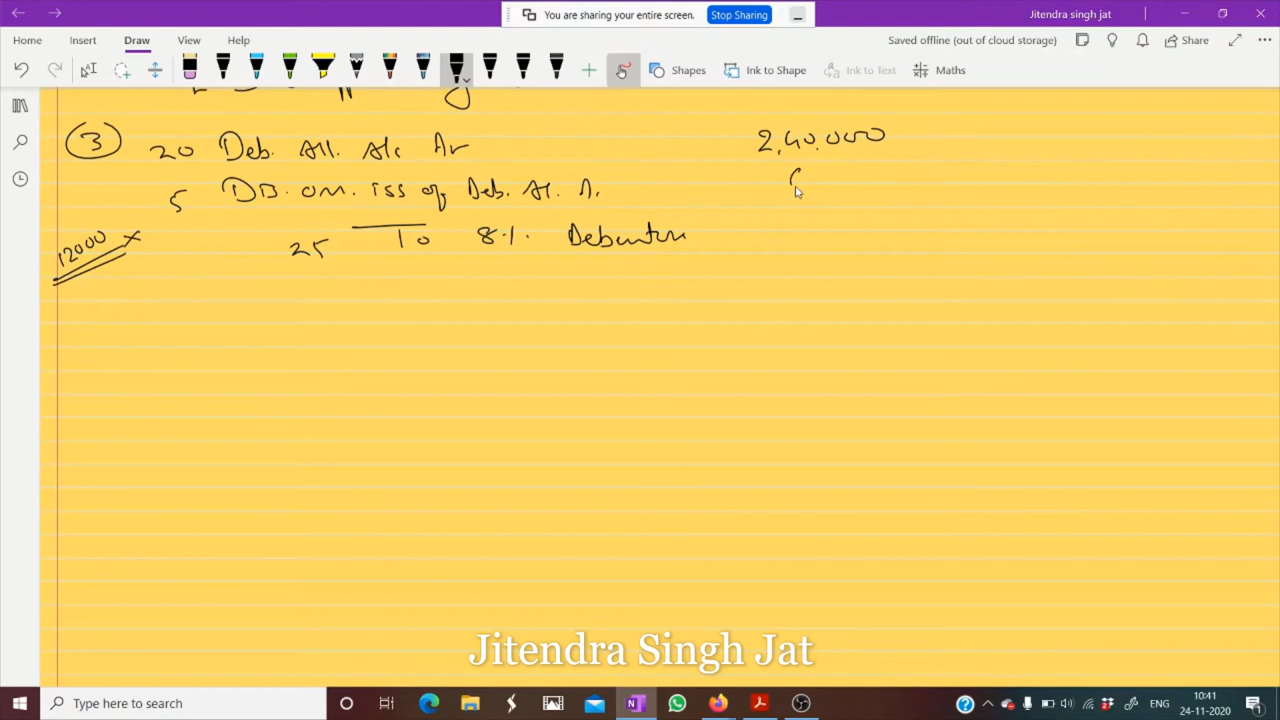 You are sharing your entire screen.
Stop Sharing
Jitendra singh jat
Home
Insert
Draw
View
Help
Saved offline (out of cloud storage)
Share
Shapes
Ink to Shape
Ink to Text
Maths
3
20 Deb. All. A/c Dr
2,40,000
5 Dis. on. iss of Deb. A/. D.
12000 x
25 To 8%. Debenture
Jitendra Singh Jat
Type here to search
ENG
10:41
24-11-2020